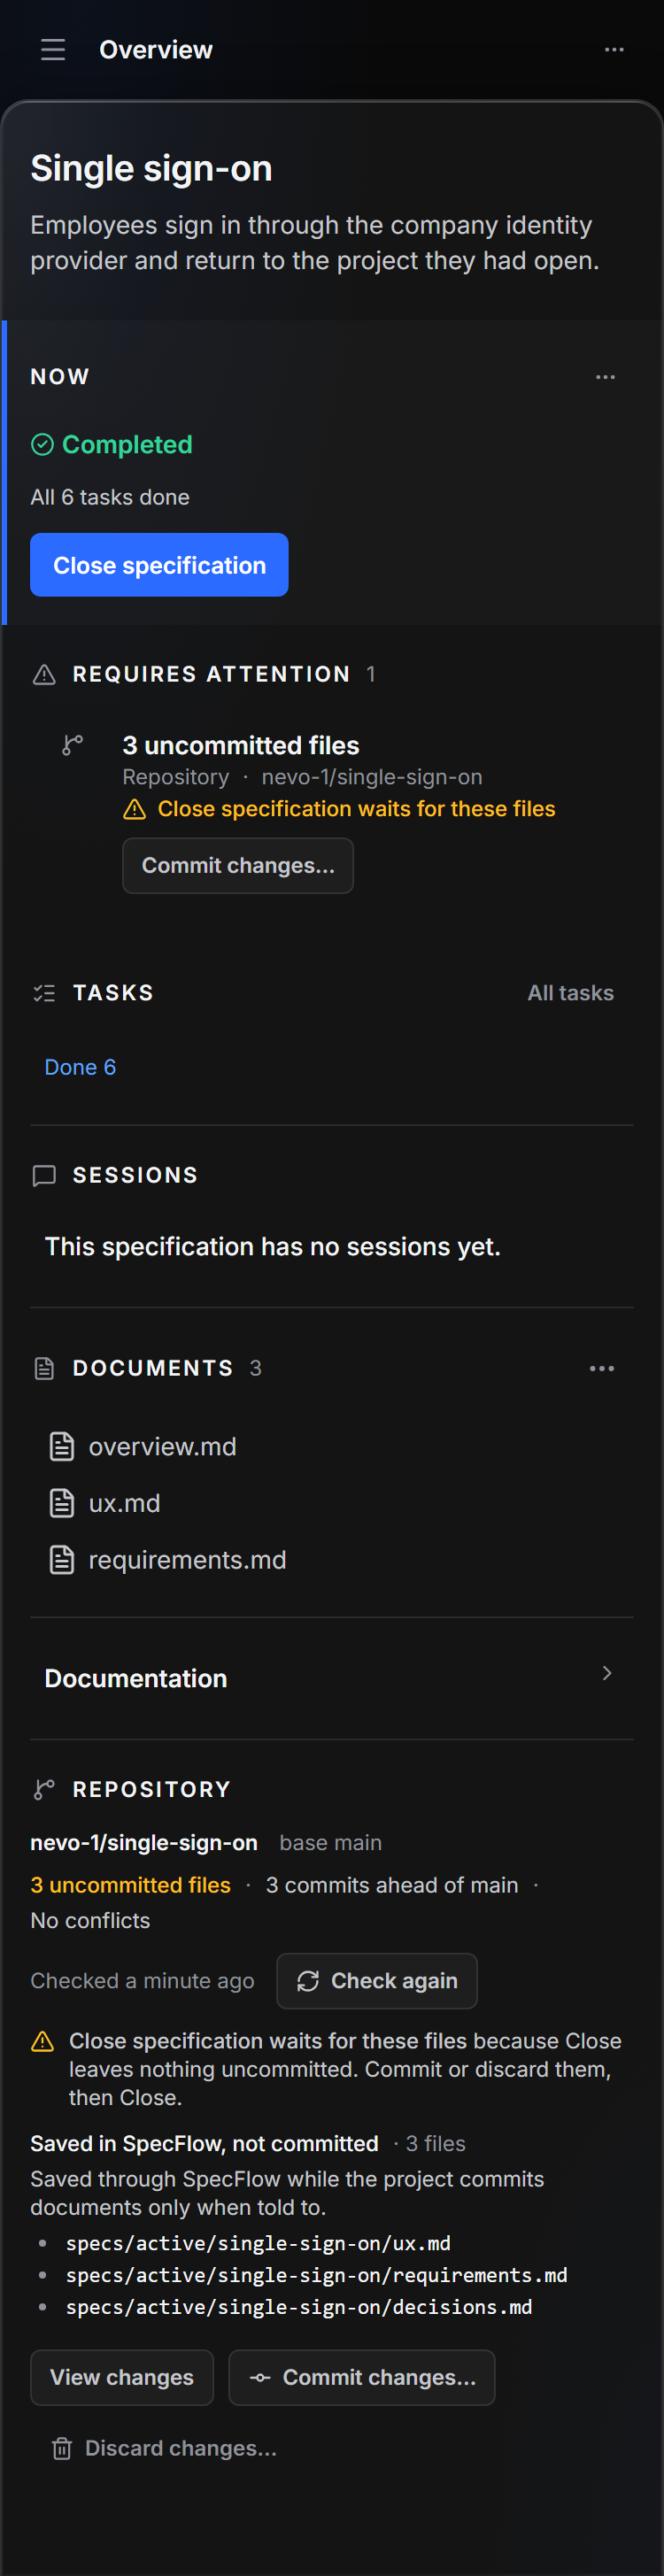 Overview
Single sign-on
Employees sign in through the company identity
provider and return to the project they had open.
NOW
Completed
All 6 tasks done
Close specification
REQUIRES ATTENTION 1
3 uncommitted files
Repository · nevo-1/single-sign-on
Close specification waits for these files
Commit changes...
TASKS All tasks
Done 6
SESSIONS
This specification has no sessions yet.
DOCUMENTS 3
overview.md
ux.md
requirements.md
Documentation
REPOSITORY
nevo-1/single-sign-on base main
3 uncommitted files · 3 commits ahead of main ·
No conflicts
Checked a minute ago Check again
Close specification waits for these files because Close
leaves nothing uncommitted. Commit or discard them,
then Close.
Saved in SpecFlow, not committed · 3 files
Saved through SpecFlow while the project commits
documents only when told to.
• specs/active/single-sign-on/ux.md
• specs/active/single-sign-on/requirements.md
• specs/active/single-sign-on/decisions.md
View changes Commit changes...
Discard changes...